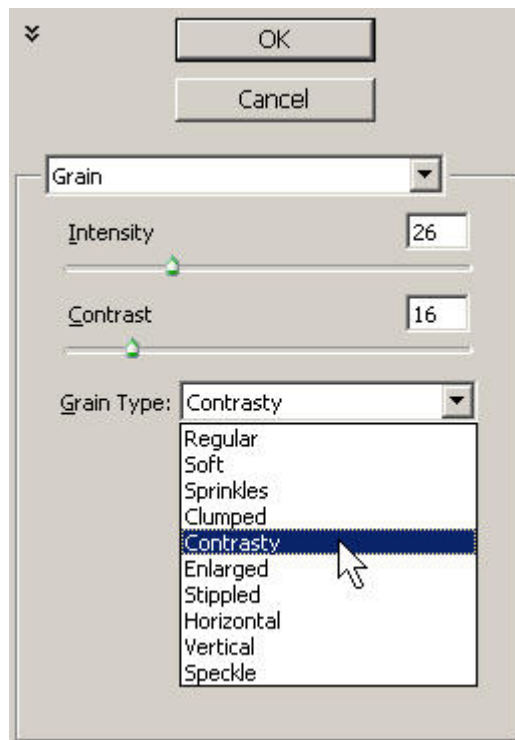 OK
Cancel
Grain
Intensity 26
Contrast 16
Grain Type: Contrasty
Regular
Soft
Sprinkles
Clumped
Contrasty
Enlarged
Stippled
Horizontal
Vertical
Speckle